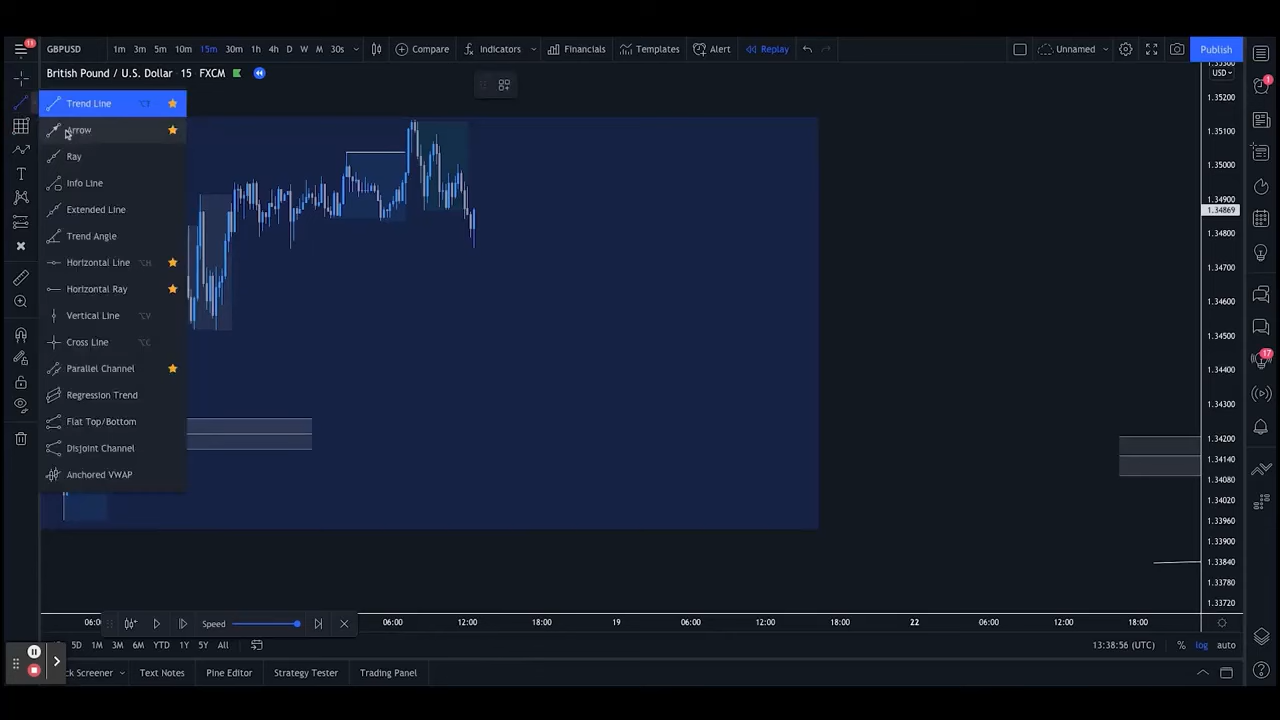 11
GBPUSD 1m 3m 5m 10m 15m 30m 1h 4h D W M 30s Compare Indicators Financials Templates Alert Replay Unnamed Publish
British Pound / U.S. Dollar · 15 FXCM
USD
Trend Line
Arrow
Ray
Info Line
Extended Line
Trend Angle
Horizontal Line
Horizontal Ray
Vertical Line
Cross Line
Parallel Channel
Regression Trend
Flat Top/Bottom
Disjoint Channel
Anchored VWAP
1.35200
1.35100
1.35000
1.34900
1.34869
1.34800
1.34700
1.34600
1.34500
1.34400
1.34300
1.34200
1.34140
1.34080
1.34020
1.33960
1.33900
1.33840
1.33780
1.33720
1
17
Speed
06:00 12:00 18:00 19 06:00 12:00 18:00 22 06:00 12:00 18:00
5D 1M 3M 6M YTD 1Y 5Y All
13:38:56 (UTC) % log auto
ck Screener Text Notes Pine Editor Strategy Tester Trading Panel